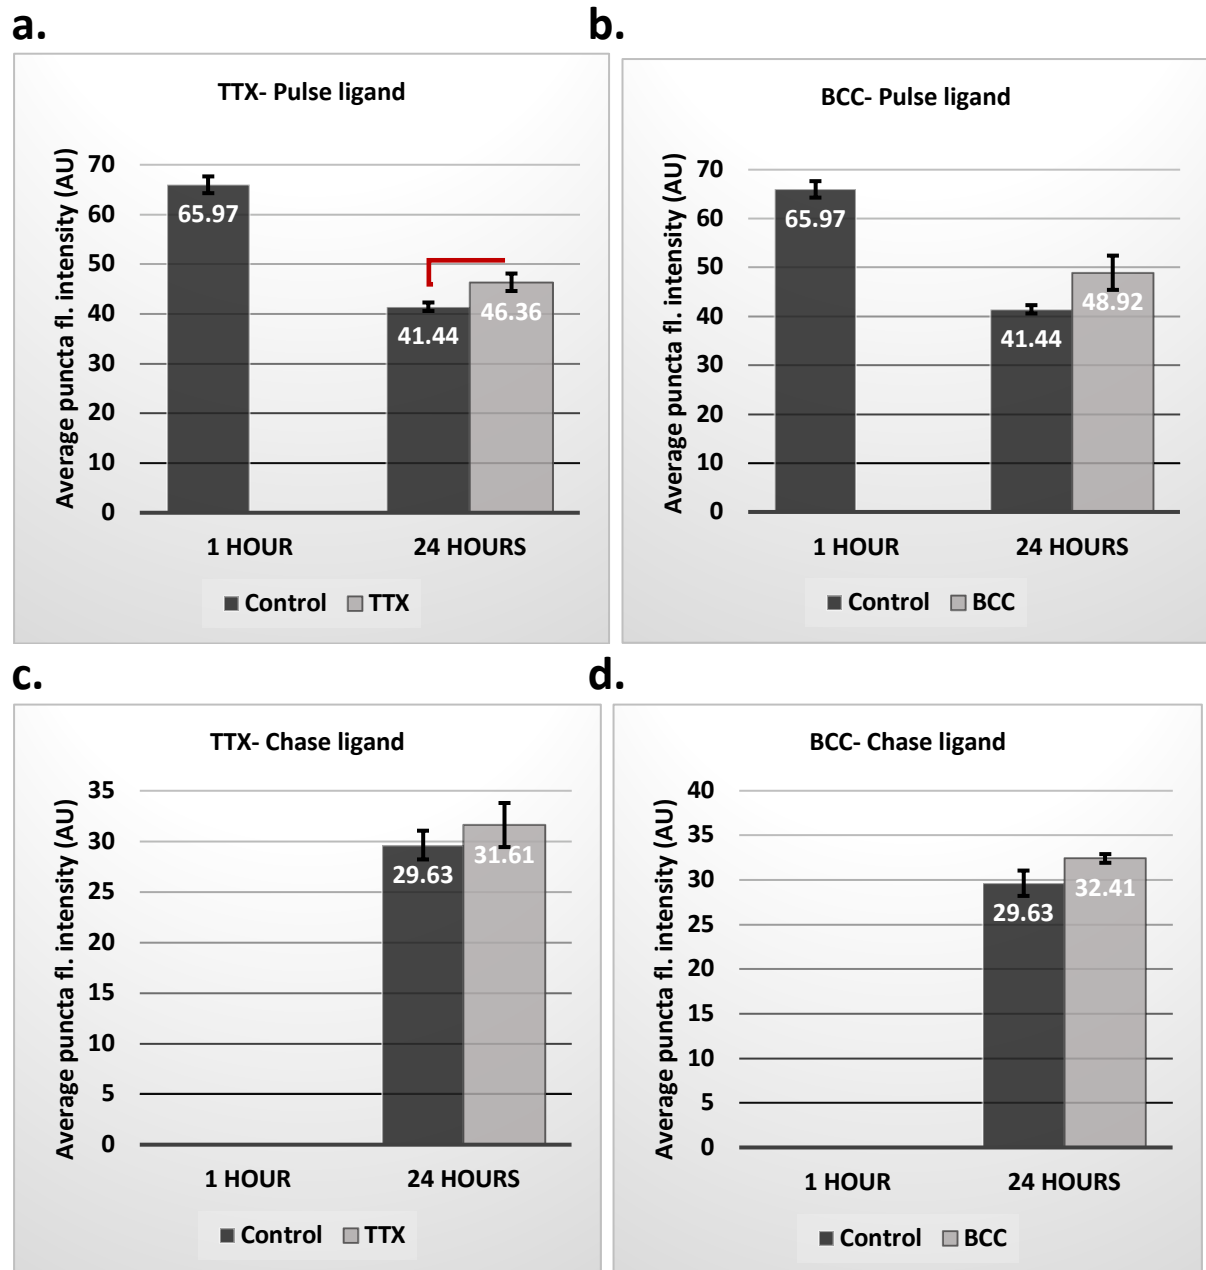 a.
TTX- Pulse ligand
Average puncta fl. intensity (AU)
70
60
50
40
30
20
10
0
65.97
41.44
46.36
1 HOUR
24 HOURS
Control
TTX
b.
BCC- Pulse ligand
Average puncta fl. intensity (AU)
70
60
50
40
30
20
10
0
65.97
41.44
48.92
1 HOUR
24 HOURS
Control
BCC
c.
TTX- Chase ligand
Average puncta fl. intensity (AU)
35
30
25
20
15
10
5
0
29.63
31.61
1 HOUR
24 HOURS
Control
TTX
d.
BCC- Chase ligand
Average puncta fl. intensity (AU)
40
35
30
25
20
15
10
5
0
29.63
32.41
1 HOUR
24 HOURS
Control
BCC